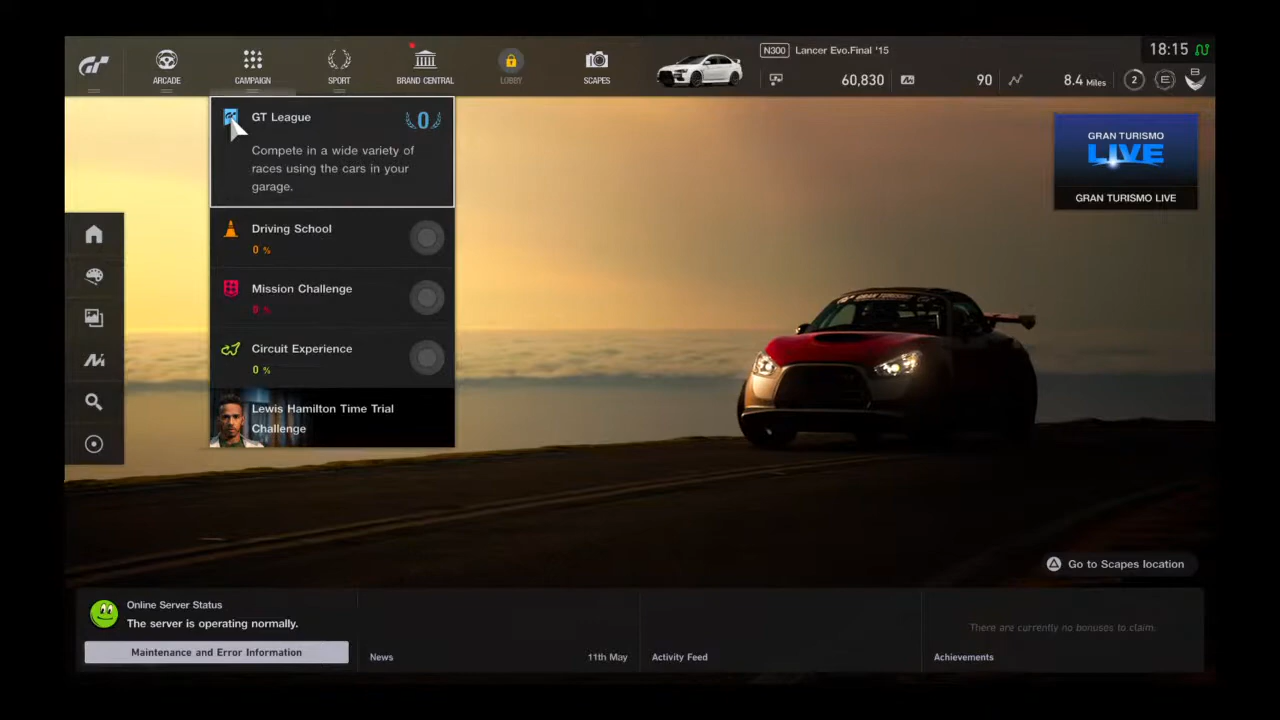 ARCADE
CAMPAIGN
SPORT
BRAND CENTRAL
LOBBY
SCAPES
N300 Lancer Evo.Final '15
60,830
90
8.4 Miles
2
E
B
18:15
GT League
0
Compete in a wide variety of
races using the cars in your
garage.
Driving School
0 %
Mission Challenge
0 %
Circuit Experience
0 %
Lewis Hamilton Time Trial
Challenge
GRAN TURISMO
LIVE
GRAN TURISMO LIVE
GRAN TURISMO
Go to Scapes location
Online Server Status
The server is operating normally.
Maintenance and Error Information
News
11th May
Activity Feed
There are currently no bonuses to claim.
Achievements